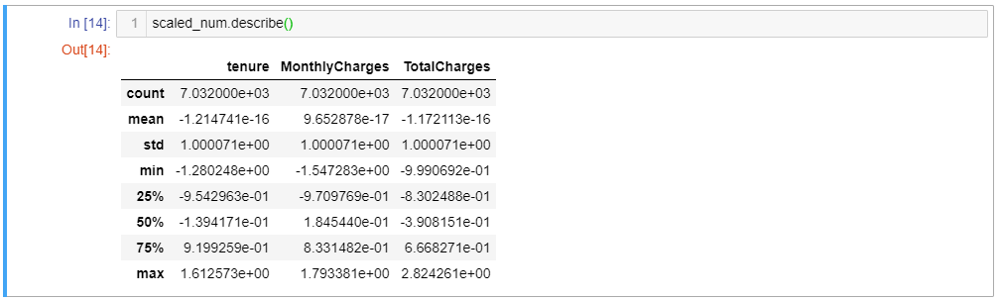 In [14]: 1 scaled_num.describe()
Out[14]:
tenure MonthlyCharges TotalCharges
count 7.032000e+03 7.032000e+03 7.032000e+03
mean -1.214741e-16 9.652878e-17 -1.172113e-16
std 1.000071e+00 1.000071e+00 1.000071e+00
min -1.280248e+00 -1.547283e+00 -9.990692e-01
25% -9.542963e-01 -9.709769e-01 -8.302488e-01
50% -1.394171e-01 1.845440e-01 -3.908151e-01
75% 9.199259e-01 8.331482e-01 6.668271e-01
max 1.612573e+00 1.793381e+00 2.824261e+00